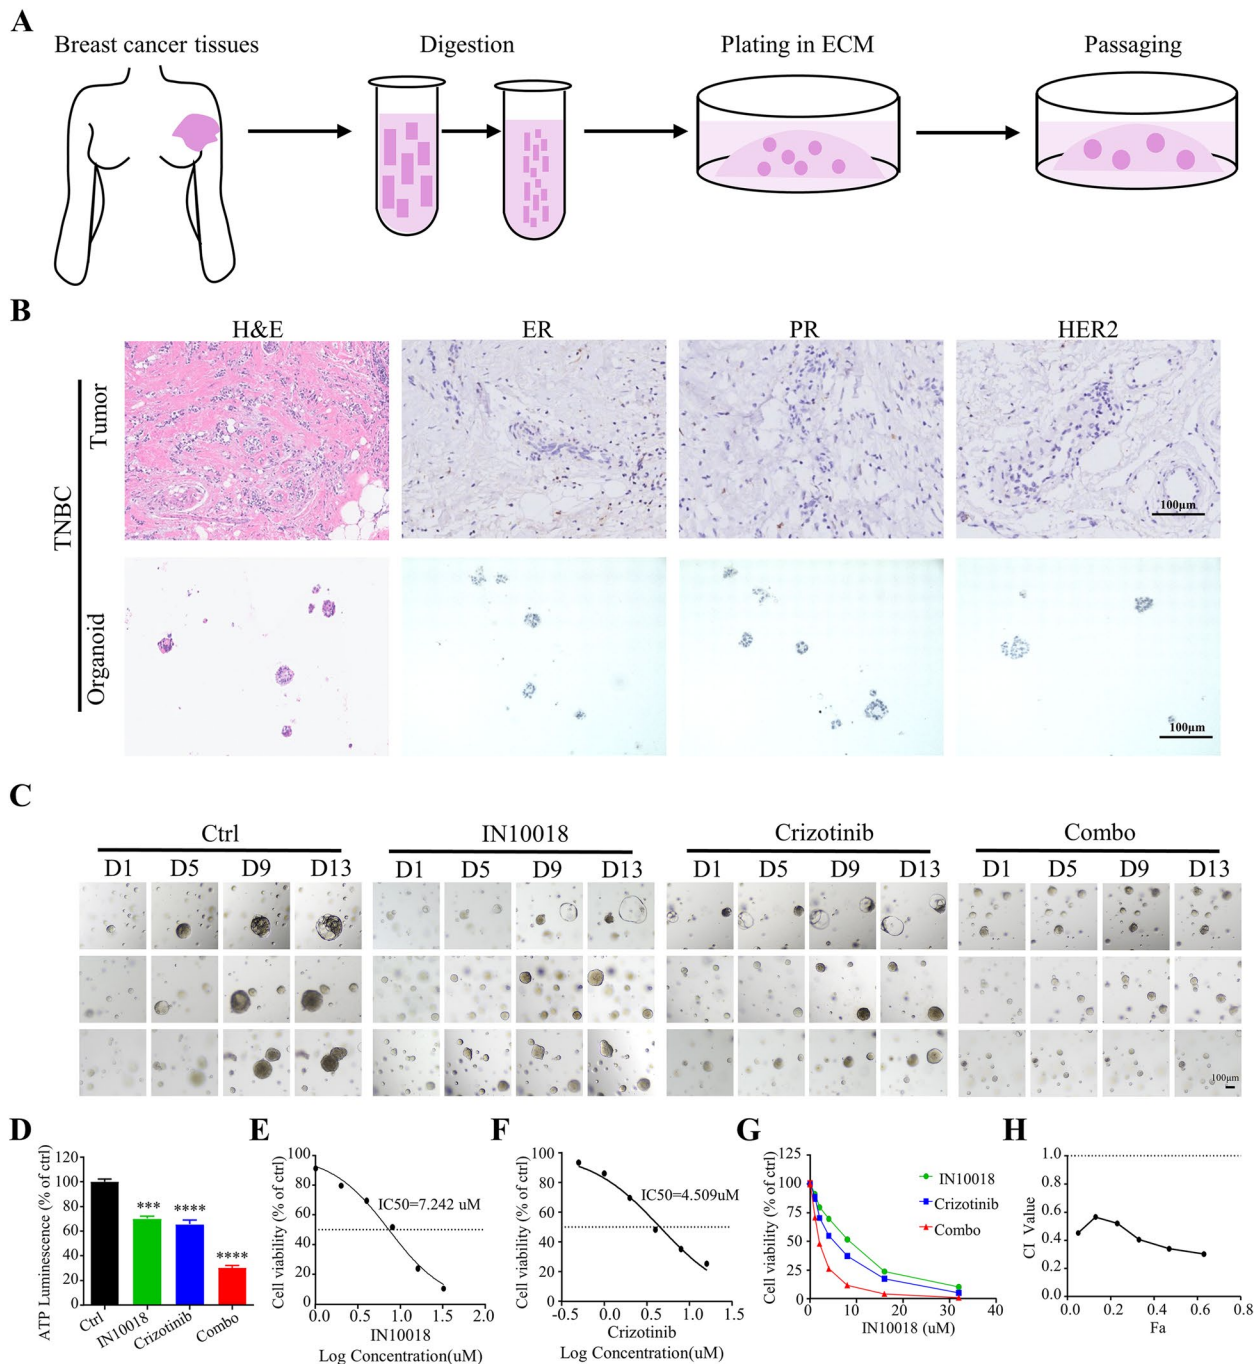 A
Breast cancer tissues
Digestion
Plating in ECM
Passaging
B
H&E
ER
PR
HER2
TNBC
Tumor
100μm
Organoid
100μm
C
Ctrl
IN10018
Crizotinib
Combo
D1 D5 D9 D13
D1 D5 D9 D13
D1 D5 D9 D13
D1 D5 D9 D13
100μm
D
ATP Luminescence (% of ctrl)
120
100
80
60
40
20
0
*** **** ****
Ctrl
IN10018
Crizotinib
Combo
E
Cell viability (% of ctrl)
100
80
60
40
20
0
IC50=7.242 uM
0.0 0.5 1.0 1.5 2.0
IN10018
Log Concentration(uM)
F
Cell viability (% of ctrl)
100
80
60
40
20
0
IC50=4.509uM
-0.5 0.0 0.5 1.0 1.5
Crizotinib
Log Concentration(uM)
G
Cell viability (% of ctrl)
125
100
75
50
25
0
IN10018
Crizotinib
Combo
0 10 20 30 40
IN10018 (uM)
H
CI Value
1.0
0.8
0.6
0.4
0.2
0.0
0.0 0.2 0.4 0.6 0.8
Fa